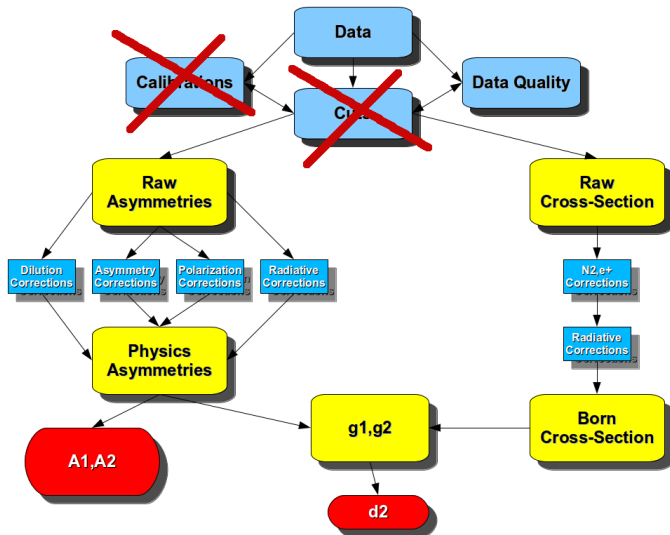 Data
Calibrations
Data Quality
Cuts
Raw
Asymmetries
Raw
Cross-Section
Dilution
Corrections
Asymmetry
Corrections
Polarization
Corrections
Radiative
Corrections
N2,e+
Corrections
Radiative
Corrections
Physics
Asymmetries
g1,g2
Born
Cross-Section
A1,A2
d2